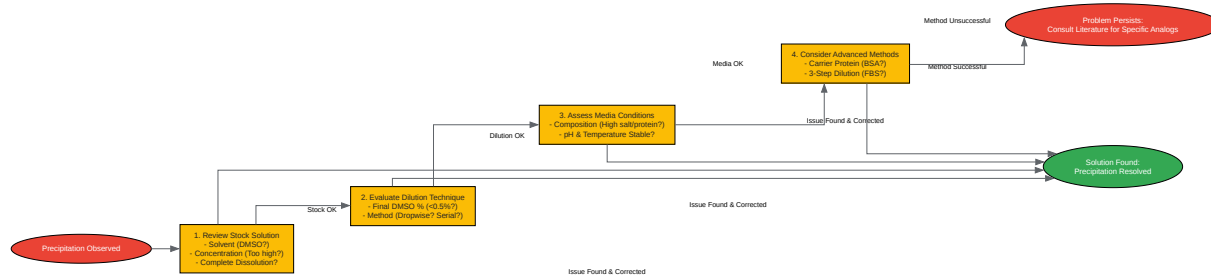 Precipitation Observed
1. Review Stock Solution
- Solvent (DMSO?)
- Concentration (Too high?)
- Complete Dissolution?
Stock OK
2. Evaluate Dilution Technique
- Final DMSO % (<0.5%?)
- Method (Dropwise? Serial?)
Dilution OK
3. Assess Media Conditions
- Composition (High salt/protein?)
- pH & Temperature Stable?
Media OK
4. Consider Advanced Methods
- Carrier Protein (BSA?)
- 3-Step Dilution (FBS?)
Method Unsuccessful
Problem Persists:
Consult Literature for Specific Analogs
Method Successful
Issue Found & Corrected
Solution Found:
Precipitation Resolved
Issue Found & Corrected
Issue Found & Corrected